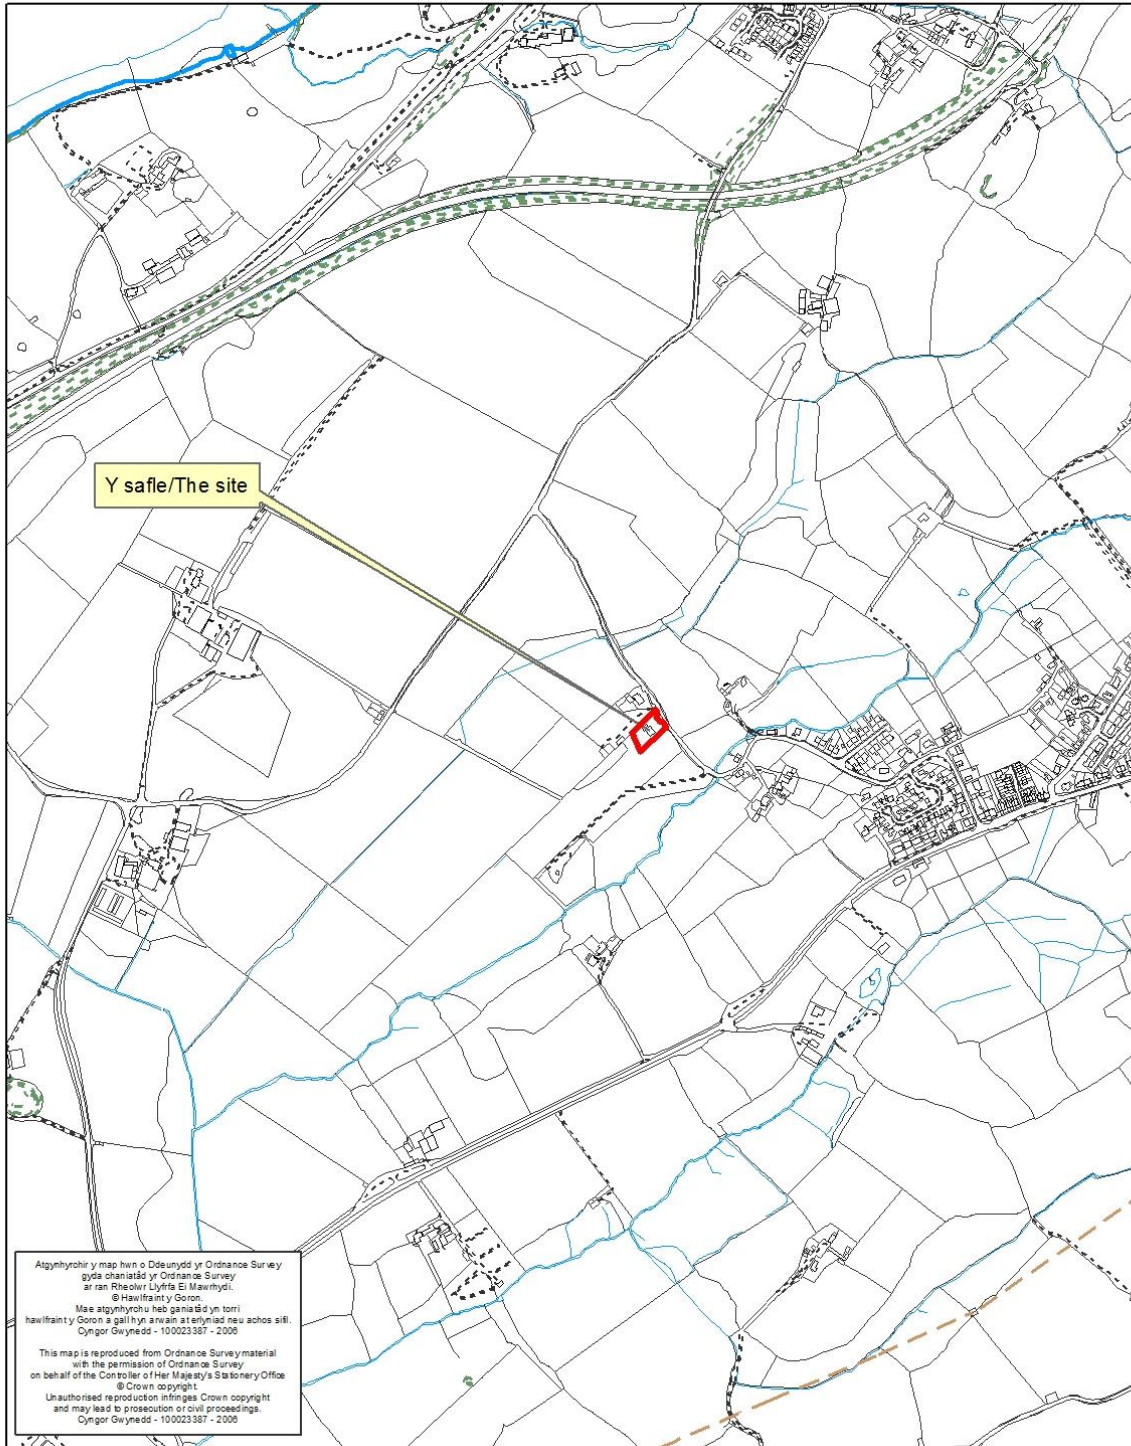 Y safle/The site
Atgynhyrchir y map hwn o Ddeunydd yr Ordnance Survey
gyda chaniatâd yr Ordnance Survey
ar ran Rheolwr Llyfrfa Ei Mawrhydi.
© Hawlfraint y Goron.
Mae atgynhyrchu heb ganiatâd yn torri
hawlfraint y Goron a gall hyn arwain at erlyniad neu achos sifil.
Cyngor Gwynedd - 100023387 - 2006
This map is reproduced from Ordnance Survey material
with the permission of Ordnance Survey
on behalf of the Controller of Her Majesty's Stationery Office
© Crown copyright.
Unauthorised reproduction infringes Crown copyright
and may lead to prosecution or civil proceedings.
Cyngor Gwynedd - 100023387 - 2006